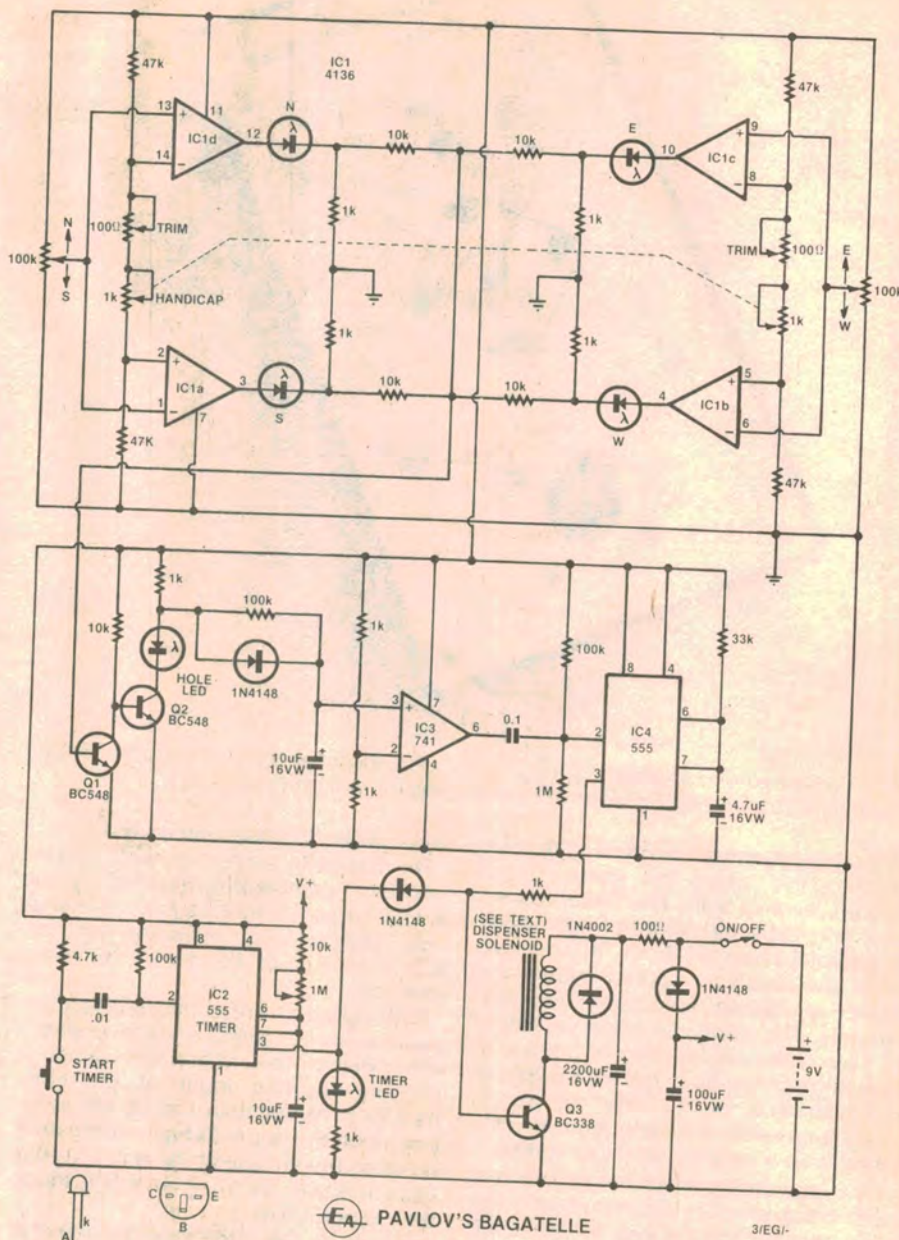 IC1
4136
47k
47k
13
11
N
E
9
+
IC1d
12
10k
10k
10
+
IC1c
14
−
8
−
1k
1k
100Ω
TRIM
TRIM
100Ω
N
E
100k
S
W
100k
1k
HANDICAP
1k
1k
1k
2
+
IC1a
3
10k
10k
4
5
+
IC1b
1
−
7
S
W
6
−
47K
47k
1k
100k
10k
1k
100k
33k
HOLE
LED
1N4148
8
4
Q2
BC548
3
+
7
IC3
741
6
0.1
2
IC4
555
6
2
−
4
3
7
10uF
16VW
+
−
1k
1M
1
4.7uF
16VW
+
−
Q1
BC548
V+
1N4148
1k
(SEE TEXT)
DISPENSER
SOLENOID
1N4002
100Ω
ON/OFF
4.7k
100k
8
4
10k
1N4148
.01
2
IC2
555
TIMER
6
7
3
1M
V+
+
9V
−
START
TIMER
1
TIMER
LED
2200uF
16VW
+
−
100uF
16VW
+
−
10uF
16VW
+
−
1k
Q3
BC338
A
k
C
E
B
EA PAVLOV'S BAGATELLE
3/EG/-